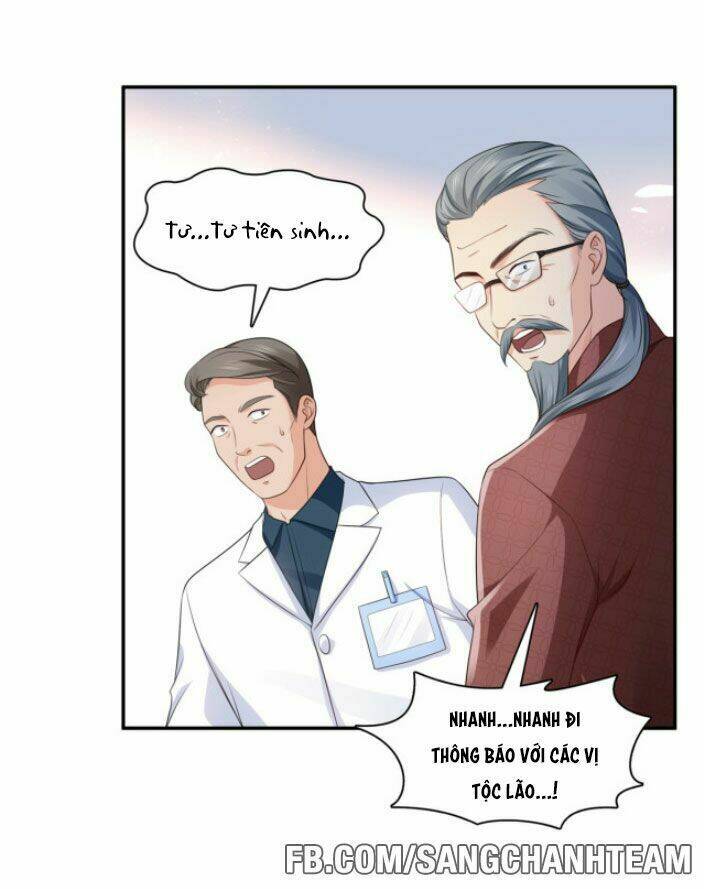 Tư...Tư tiên sinh...
NHANH...NHANH ĐI
THÔNG BÁO VỚI CÁC VỊ
TỘC LÃO...!
FB.COM/SANGCHANHTEAM